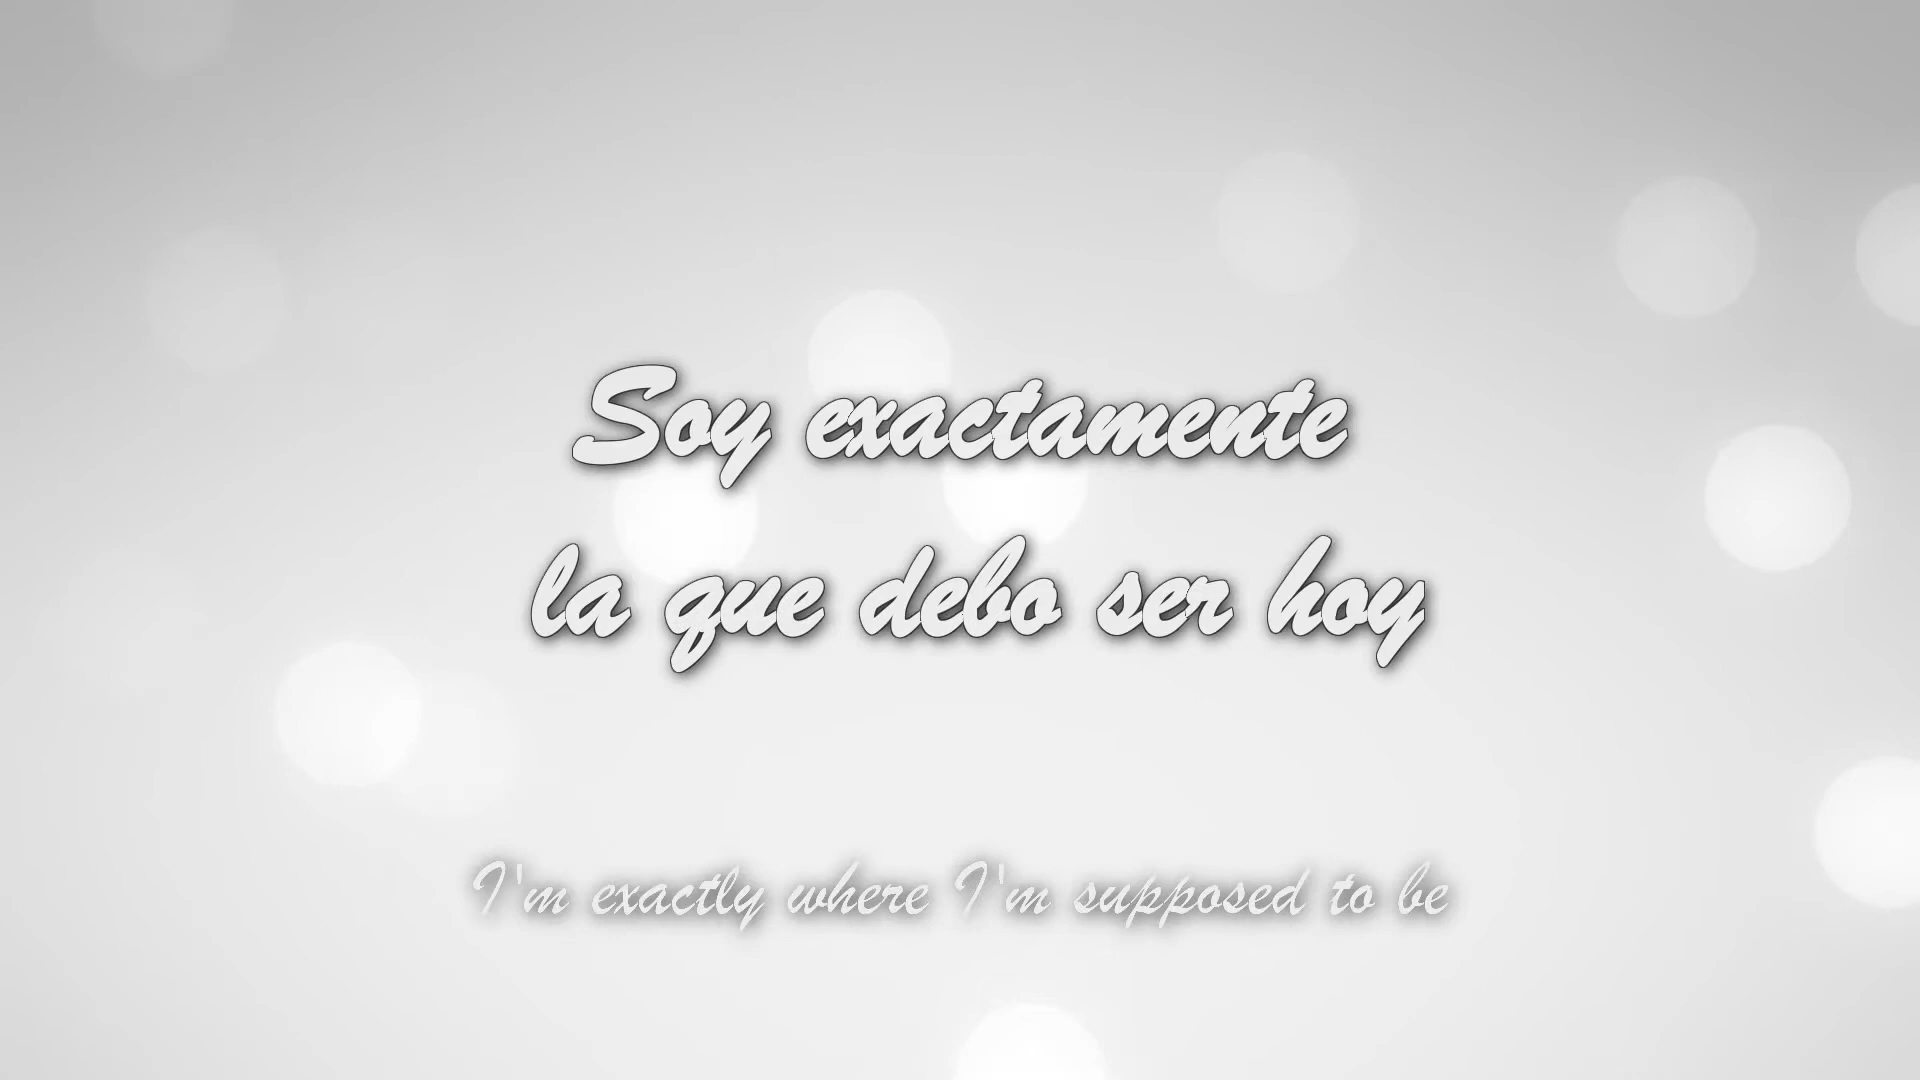 Soy exactamente
la que debo ser hoy
I'm exactly where I'm supposed to be